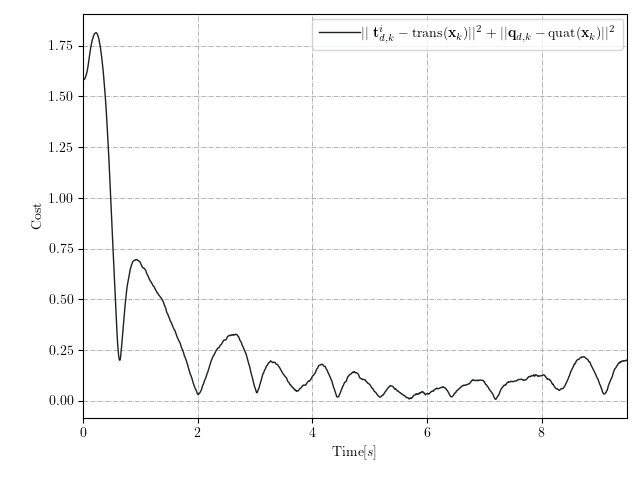 || t^i_{d,k} − trans(x_k)||^2 + ||q_{d,k} − quat(x_k)||^2
1.75
1.50
1.25
1.00
0.75
0.50
0.25
0.00
Cost
0 2 4 6 8
Time[s]